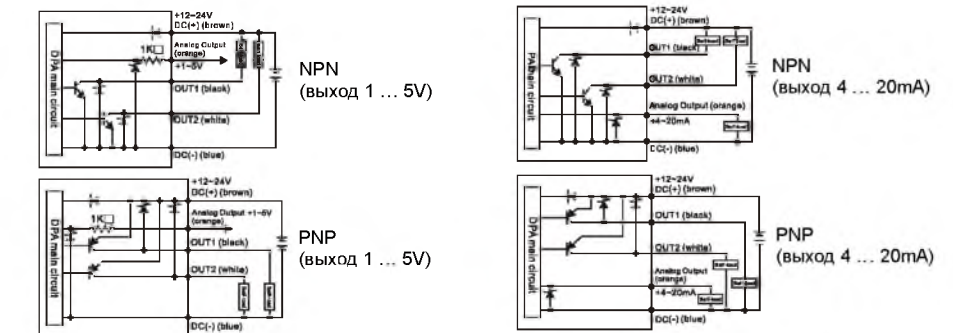 +12~24V
DC(+) (brown)
DPA main circuit
1K□
Analog Output
(orange)
+1~5V
OUT1 (black)
OUT2 (white)
DC(-) (blue)
NPN
(выход 1 ... 5V)
+12~24V
DC(+) (brown)
main circuit
OUT1 (black)
OUT2 (white)
Analog Output (orange)
+4~20mA
DC(-) (blue)
NPN
(выход 4 ... 20mA)
+12~24V
DC(+) (brown)
DPA main circuit
1K□
Analog Output +1~5V
(orange)
OUT1 (black)
OUT2 (white)
DC(-) (blue)
PNP
(выход 1 ... 5V)
+12~24V
DC(+) (brown)
DPA main circuit
OUT1 (black)
OUT2 (white)
Analog Output
(orange)
+4~20mA
DC(-) (blue)
PNP
(выход 4 ... 20mA)